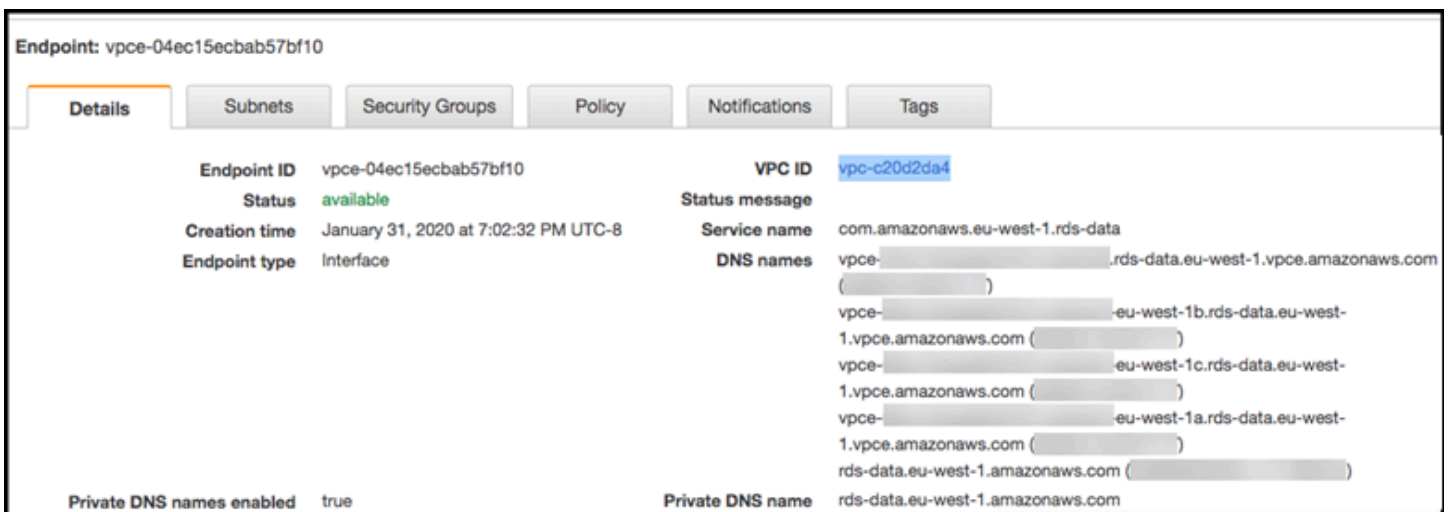 Endpoint: vpce-04ec15ecbab57bf10
Details Subnets Security Groups Policy Notifications Tags
Endpoint ID vpce-04ec15ecbab57bf10 VPC ID vpc-c20d2da4
Status available Status message
Creation time January 31, 2020 at 7:02:32 PM UTC-8 Service name com.amazonaws.eu-west-1.rds-data
Endpoint type Interface DNS names vpce- .rds-data.eu-west-1.vpce.amazonaws.com
( )
vpce- -eu-west-1b.rds-data.eu-west-
1.vpce.amazonaws.com ( )
vpce- -eu-west-1c.rds-data.eu-west-
1.vpce.amazonaws.com ( )
vpce- -eu-west-1a.rds-data.eu-west-
1.vpce.amazonaws.com ( )
rds-data.eu-west-1.amazonaws.com ( )
Private DNS names enabled true Private DNS name rds-data.eu-west-1.amazonaws.com